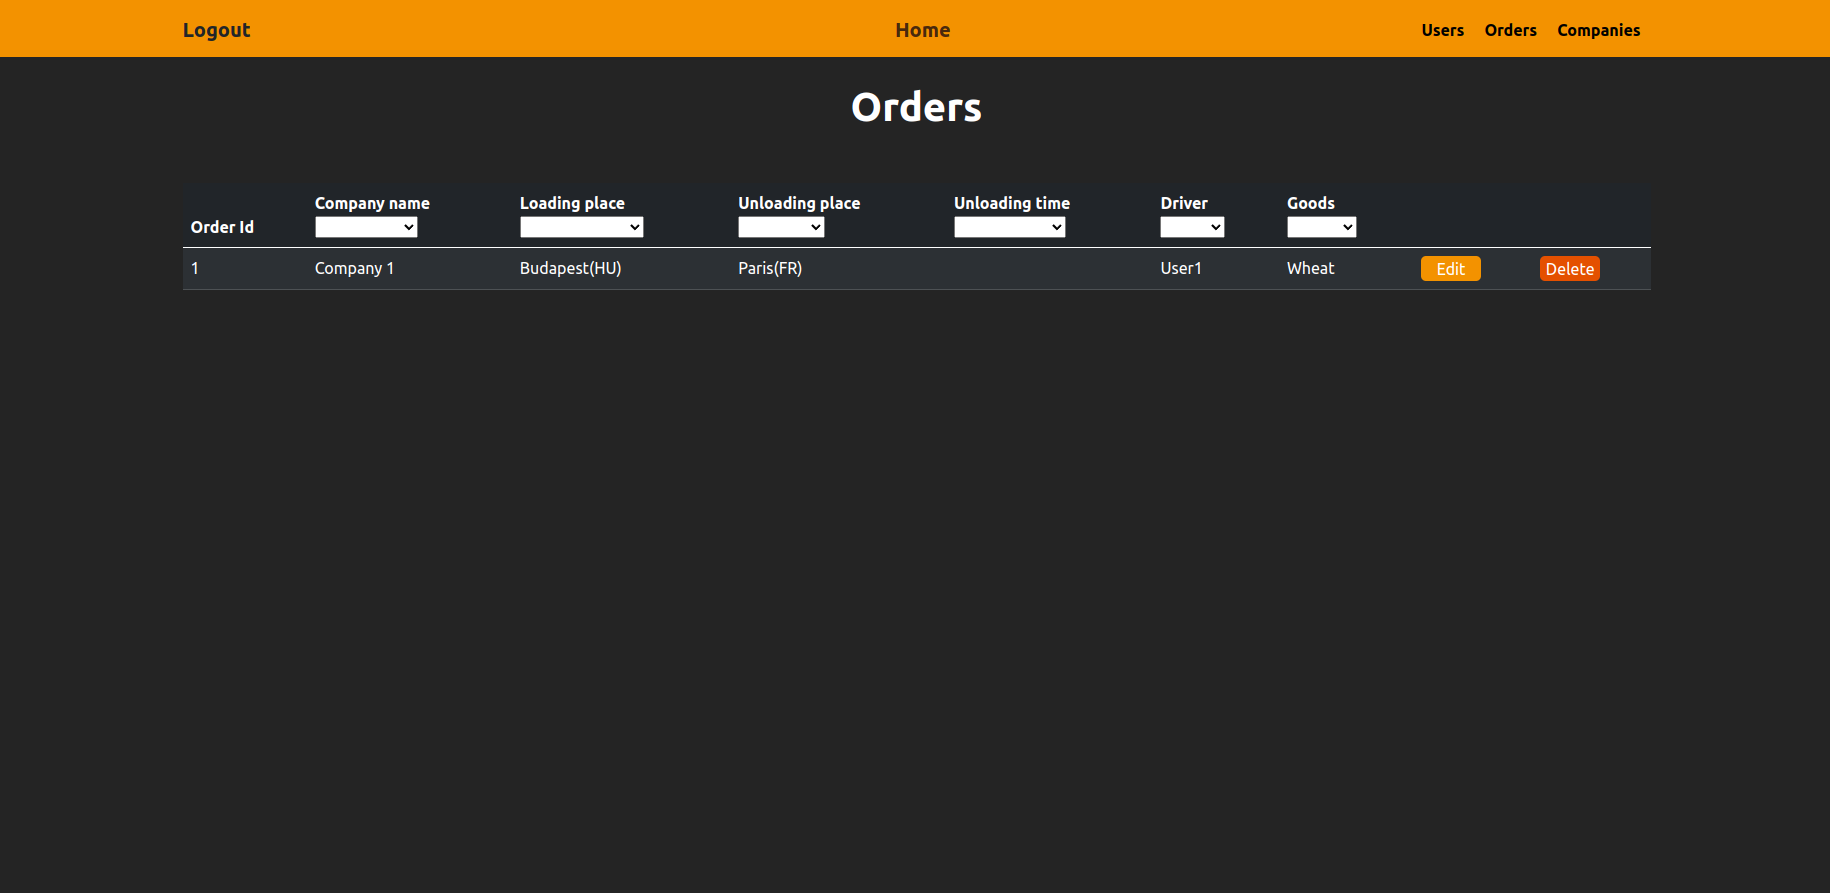 Logout Home Users Orders Companies
Orders
Order Id Company name Loading place Unloading place Unloading time Driver Goods
1 Company 1 Budapest(HU) Paris(FR) User1 Wheat Edit Delete